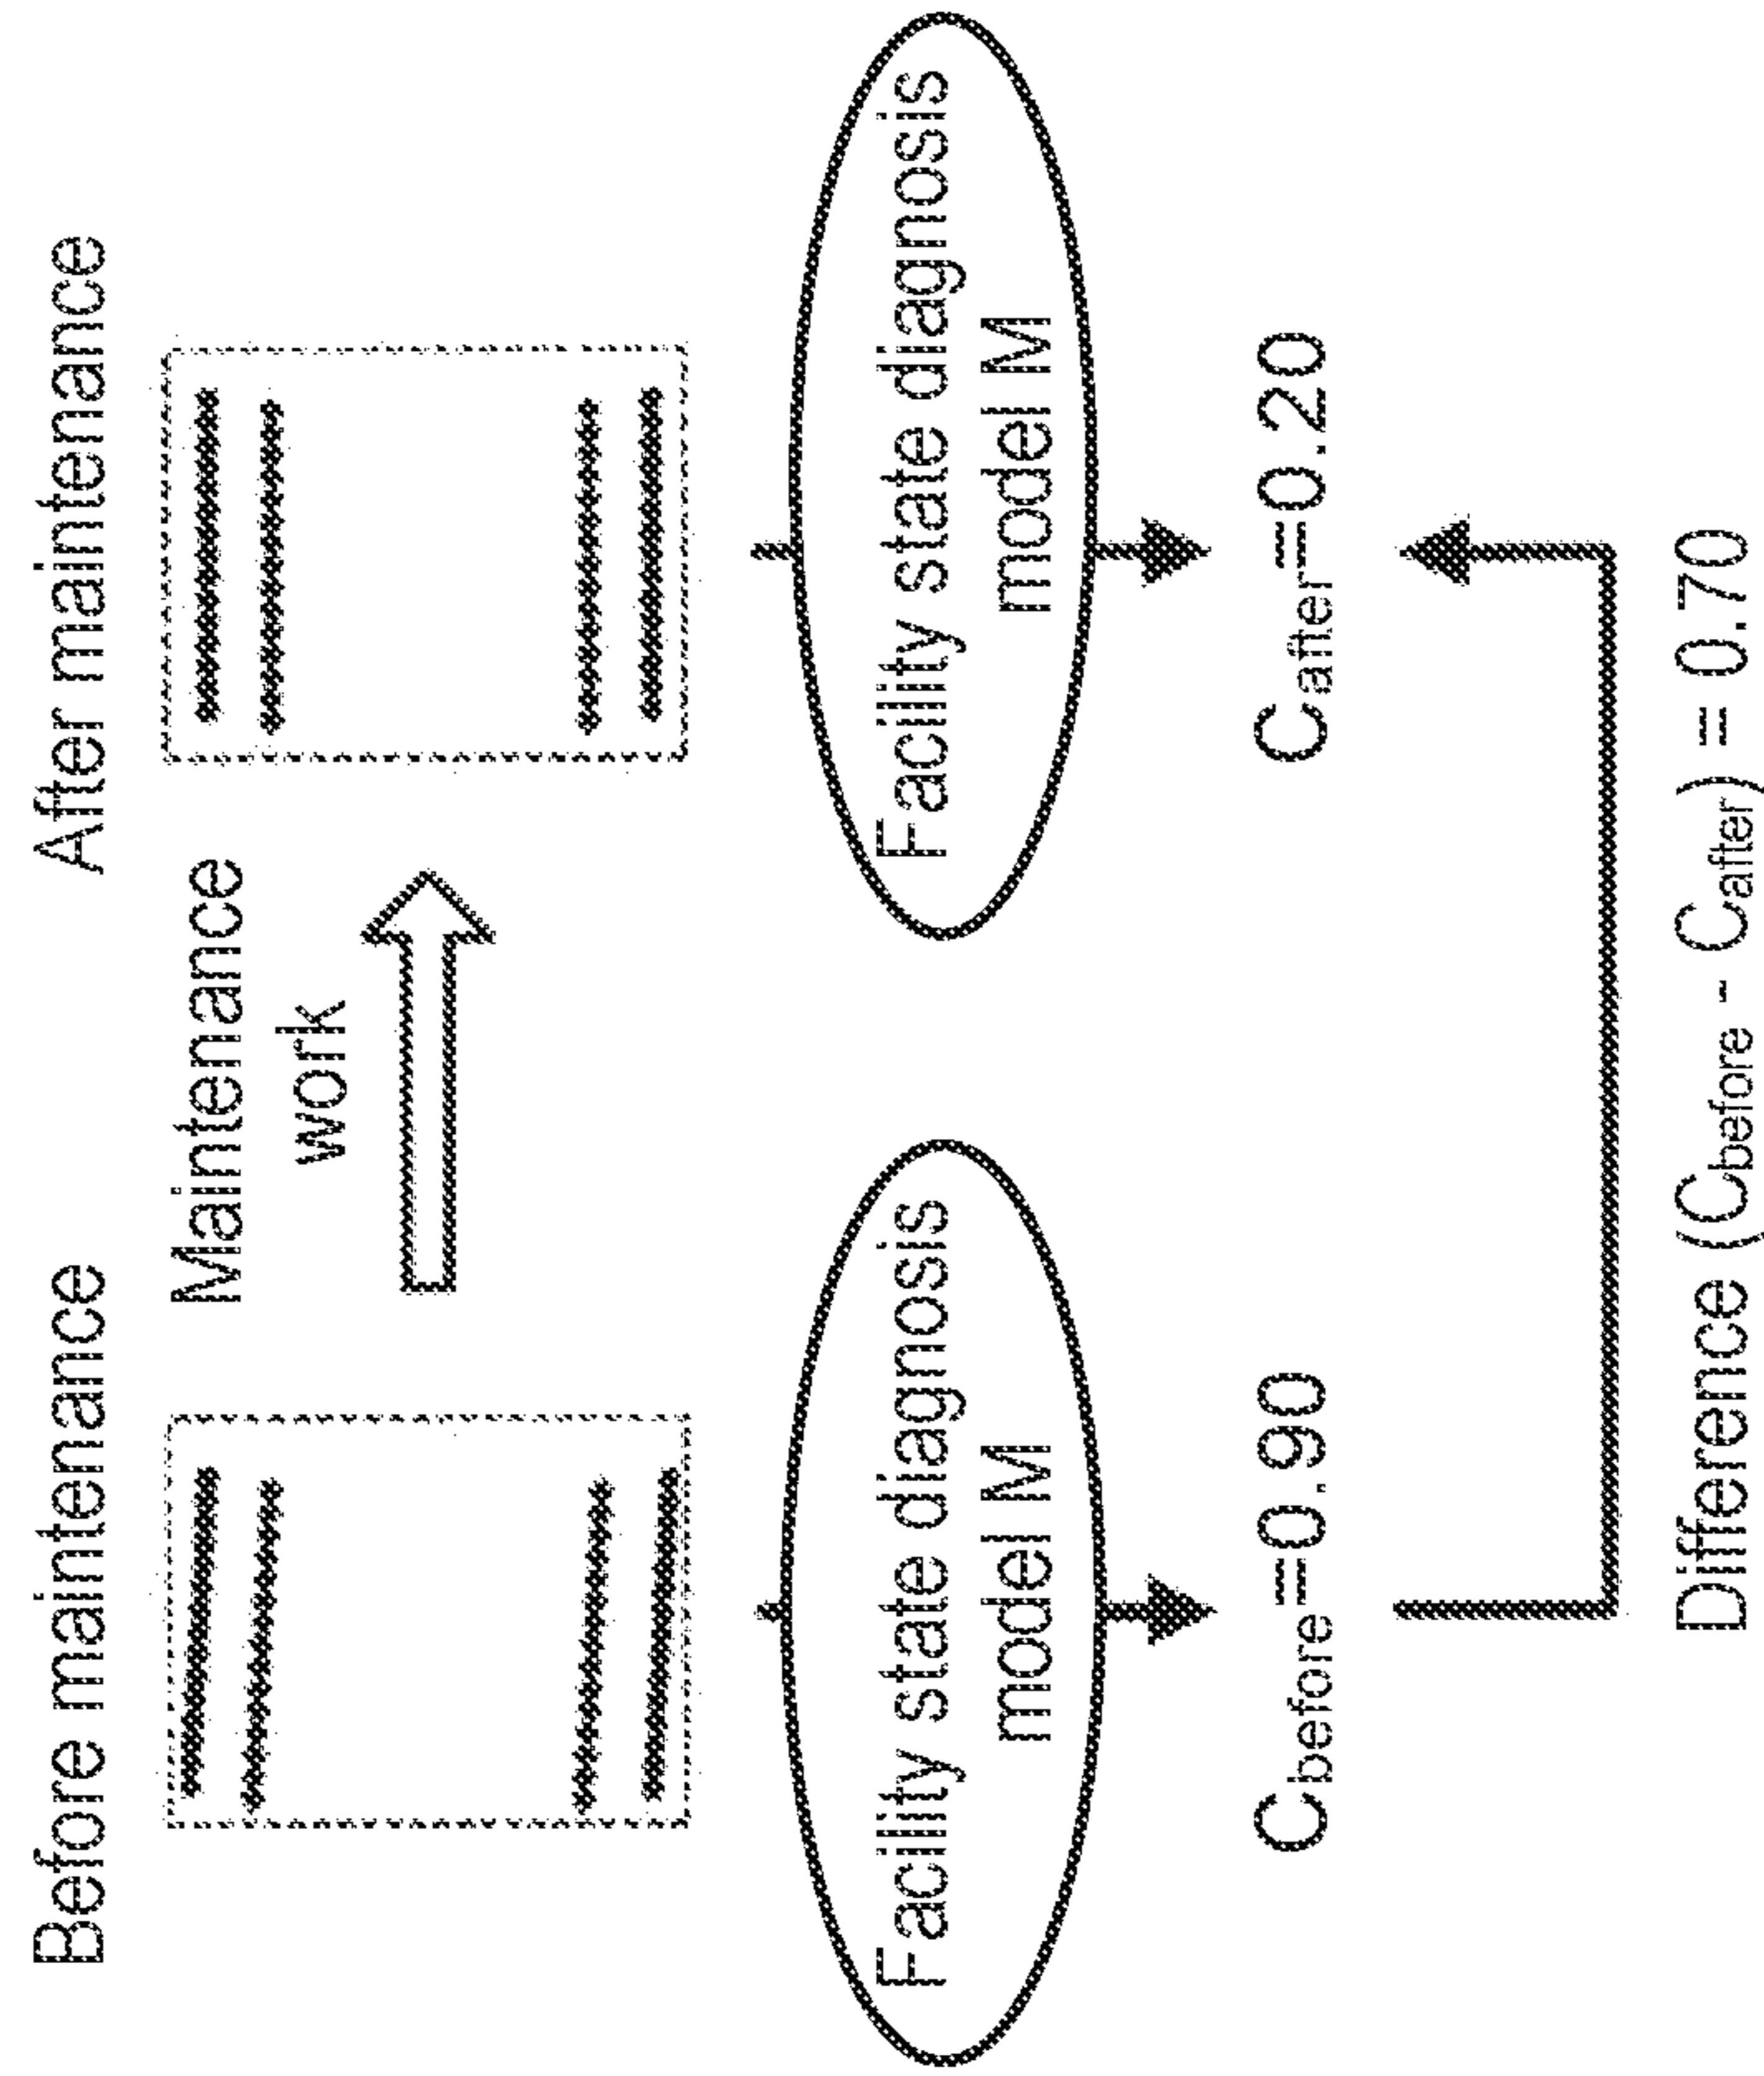 Before maintenance
After maintenance
Maintenance
work
Facility state diagnosis
model M
Facility state diagnosis
model M
Cbefore=0.90
Cafter=0.20
Difference (Cbefore - Cafter) = 0.70